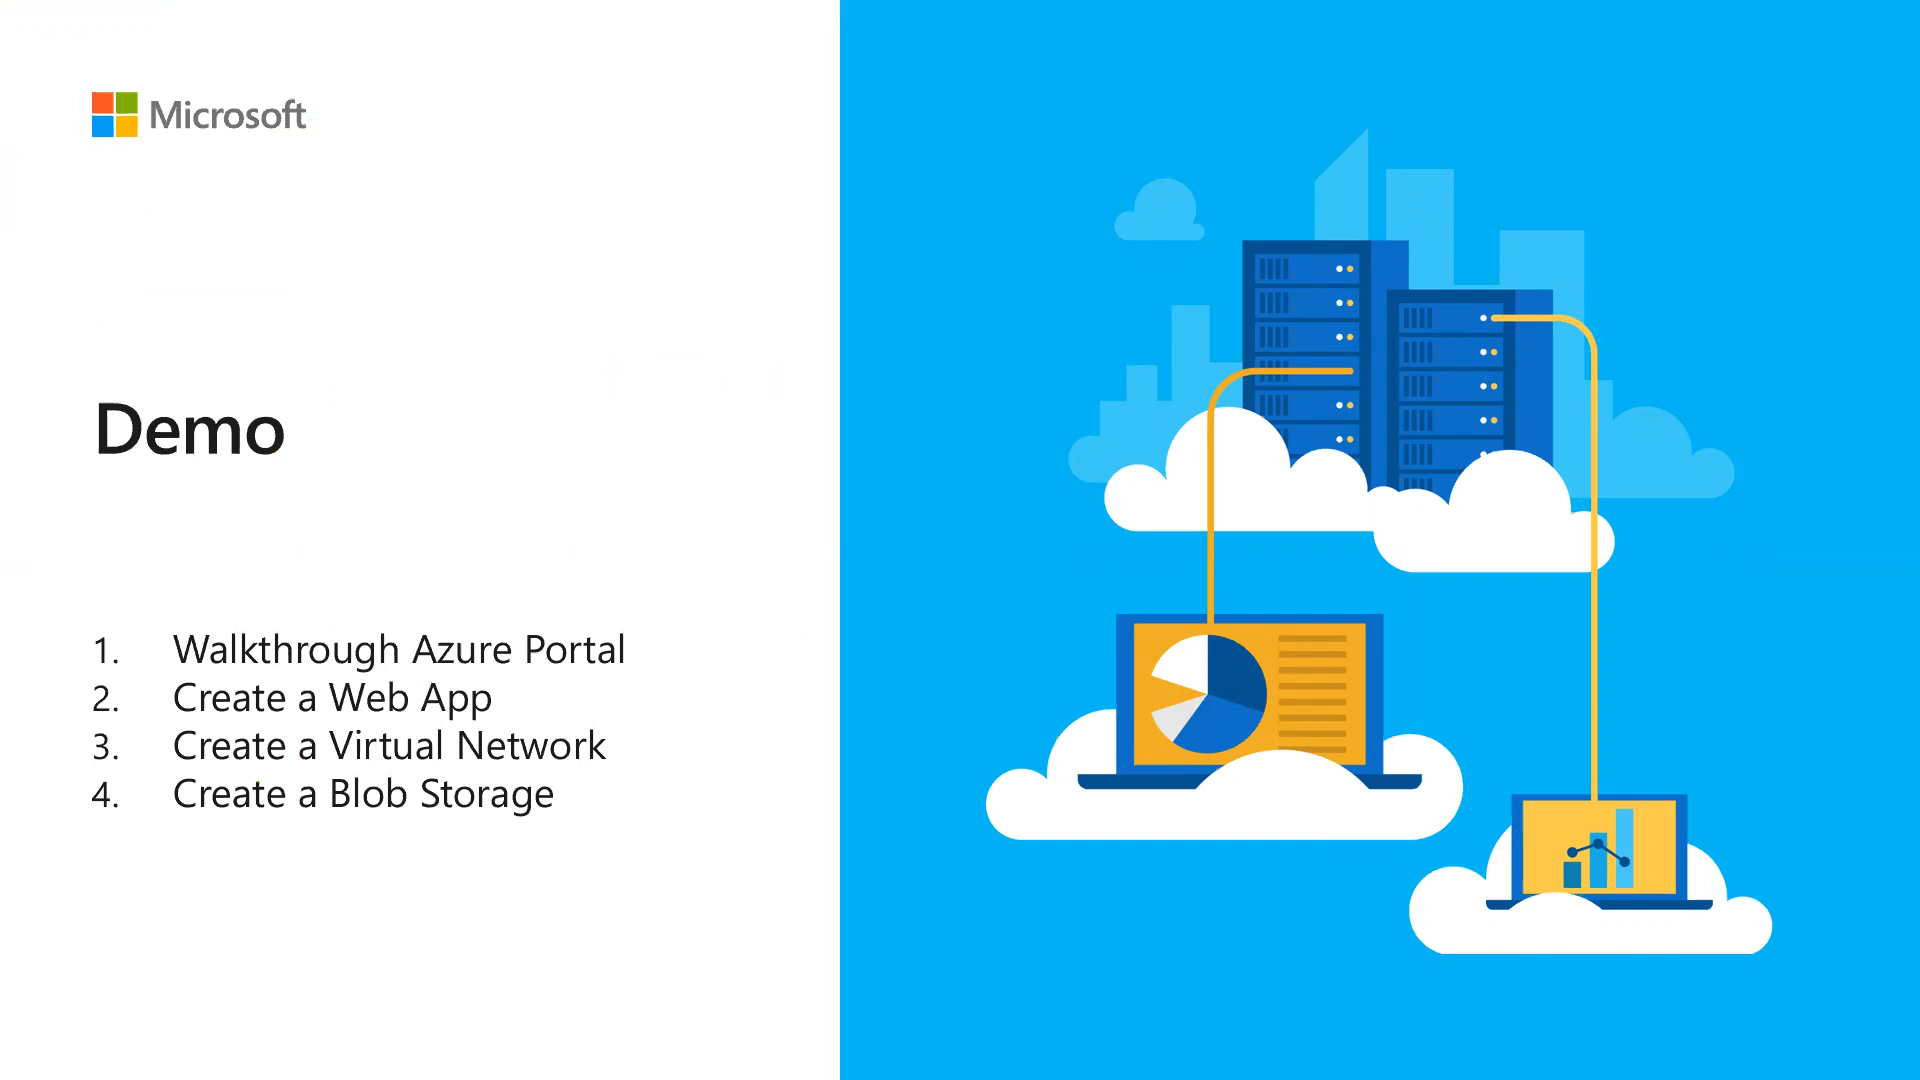 Microsoft
Demo
1. Walkthrough Azure Portal
2. Create a Web App
3. Create a Virtual Network
4. Create a Blob Storage